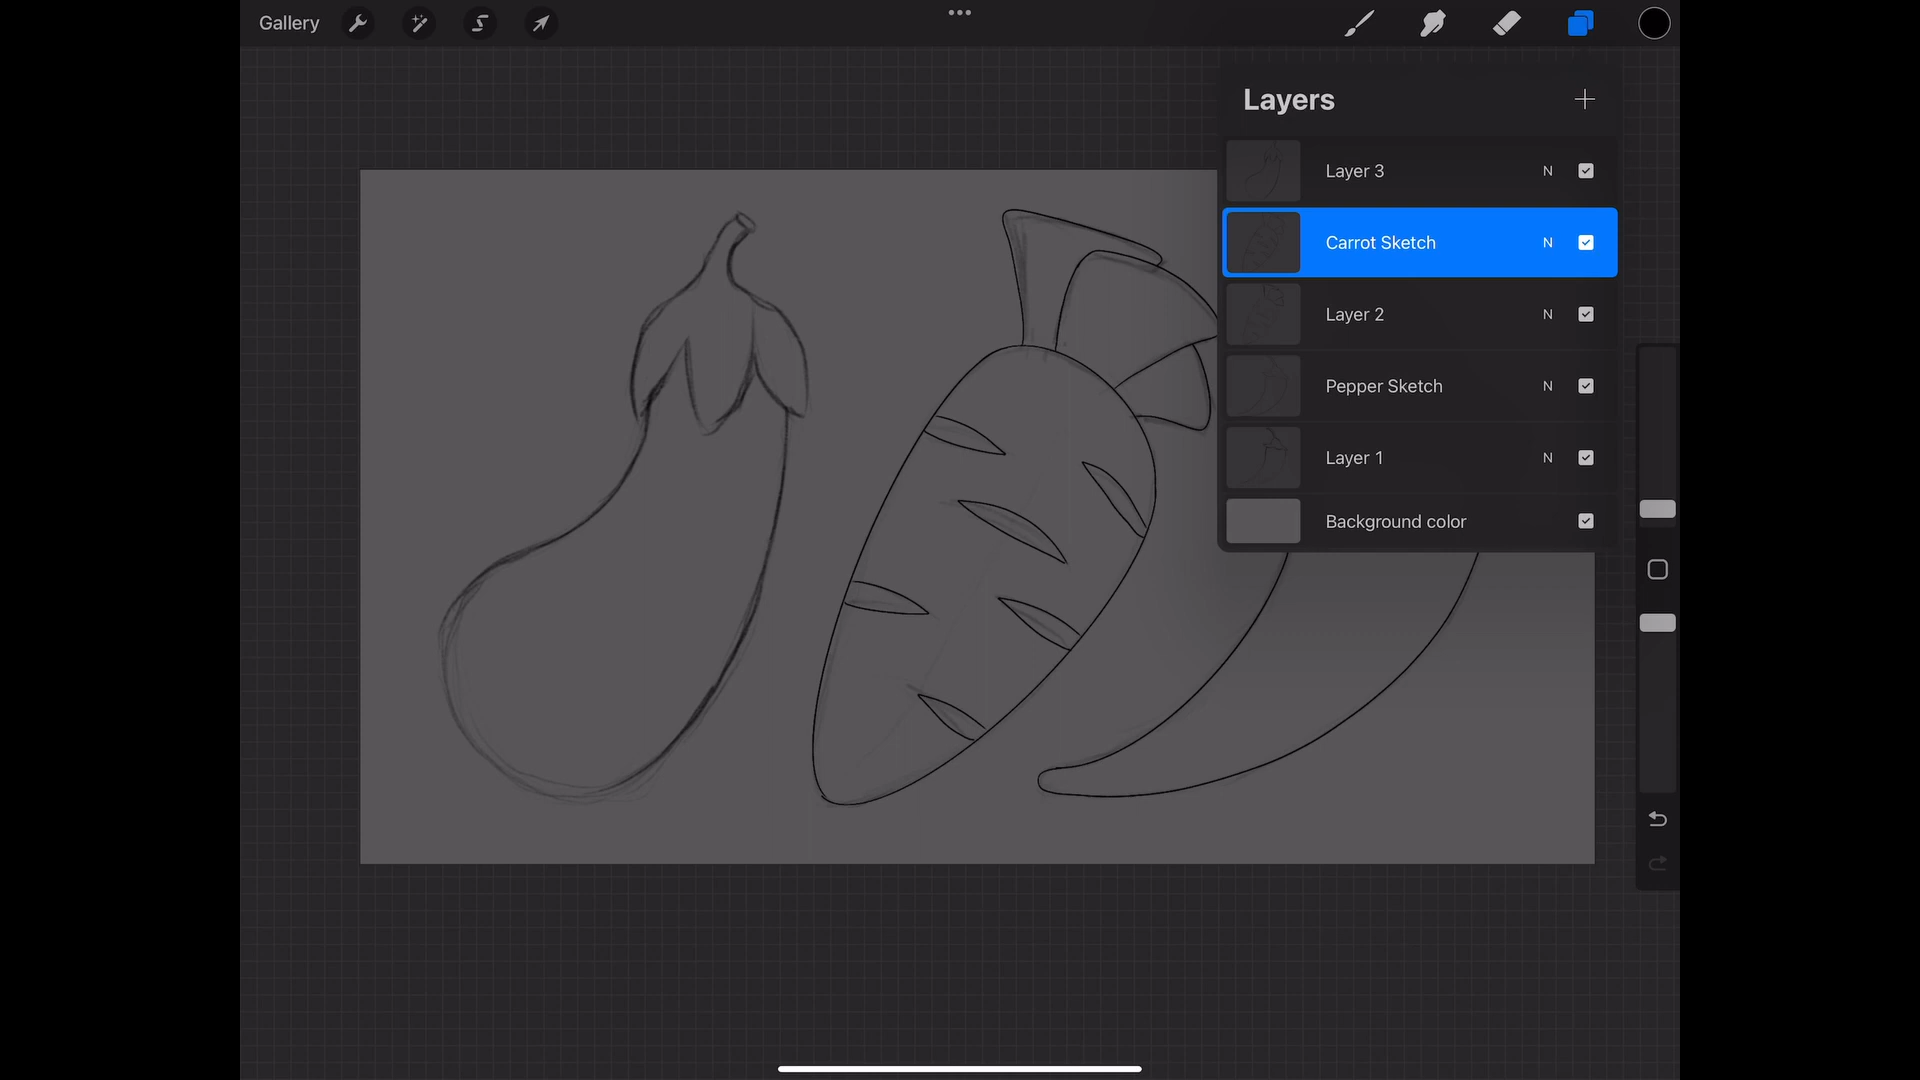 Gallery
Layers
Layer 3 N
Carrot Sketch N
Layer 2 N
Pepper Sketch N
Layer 1 N
Background color